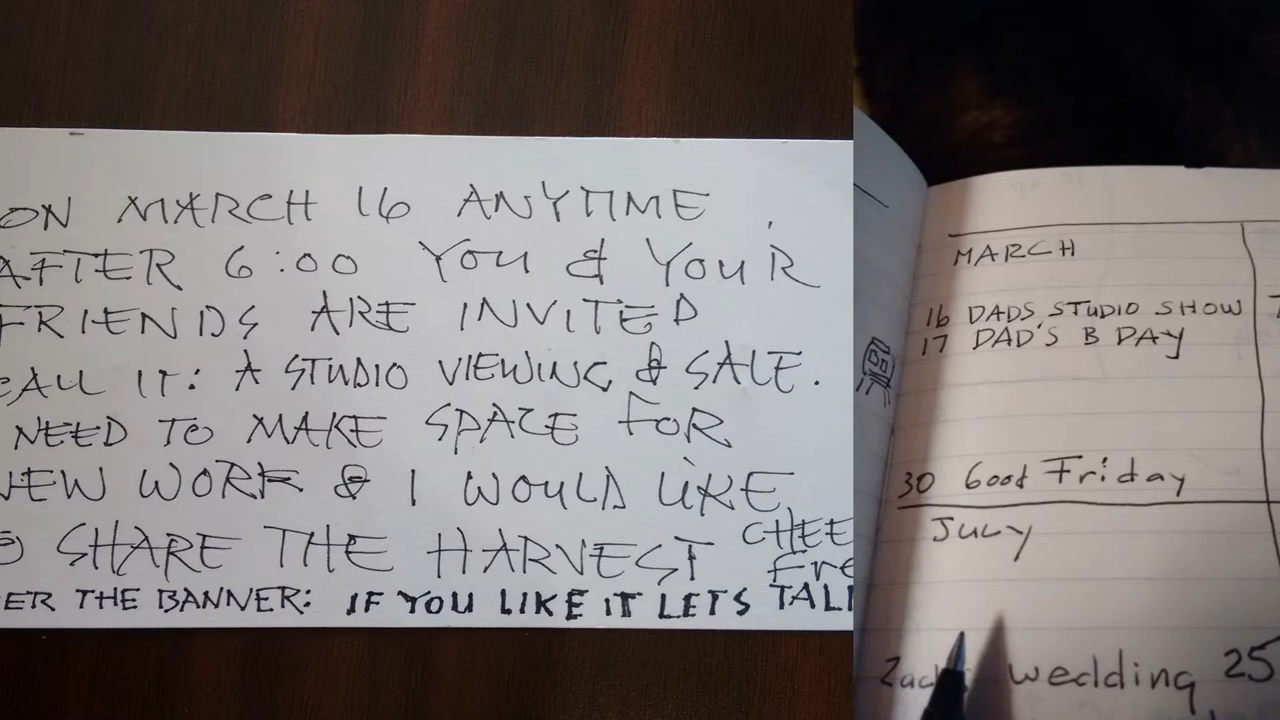 ON MARCH 16 ANYTIME
AFTER 6:00 YOU & YOUR
FRIENDS ARE INVITED
CALL IT: A STUDIO VIEWING & SALE.
NEED TO MAKE SPACE FOR
NEW WORK & I WOULD LIKE
SHARE THE HARVEST CHEE
Fre
ER THE BANNER: IF YOU LIKE IT LETS TAL
MARCH
16 DADS STUDIO SHOW
17 DAD'S B DAY
30 Good Friday
JULY
wedding 25